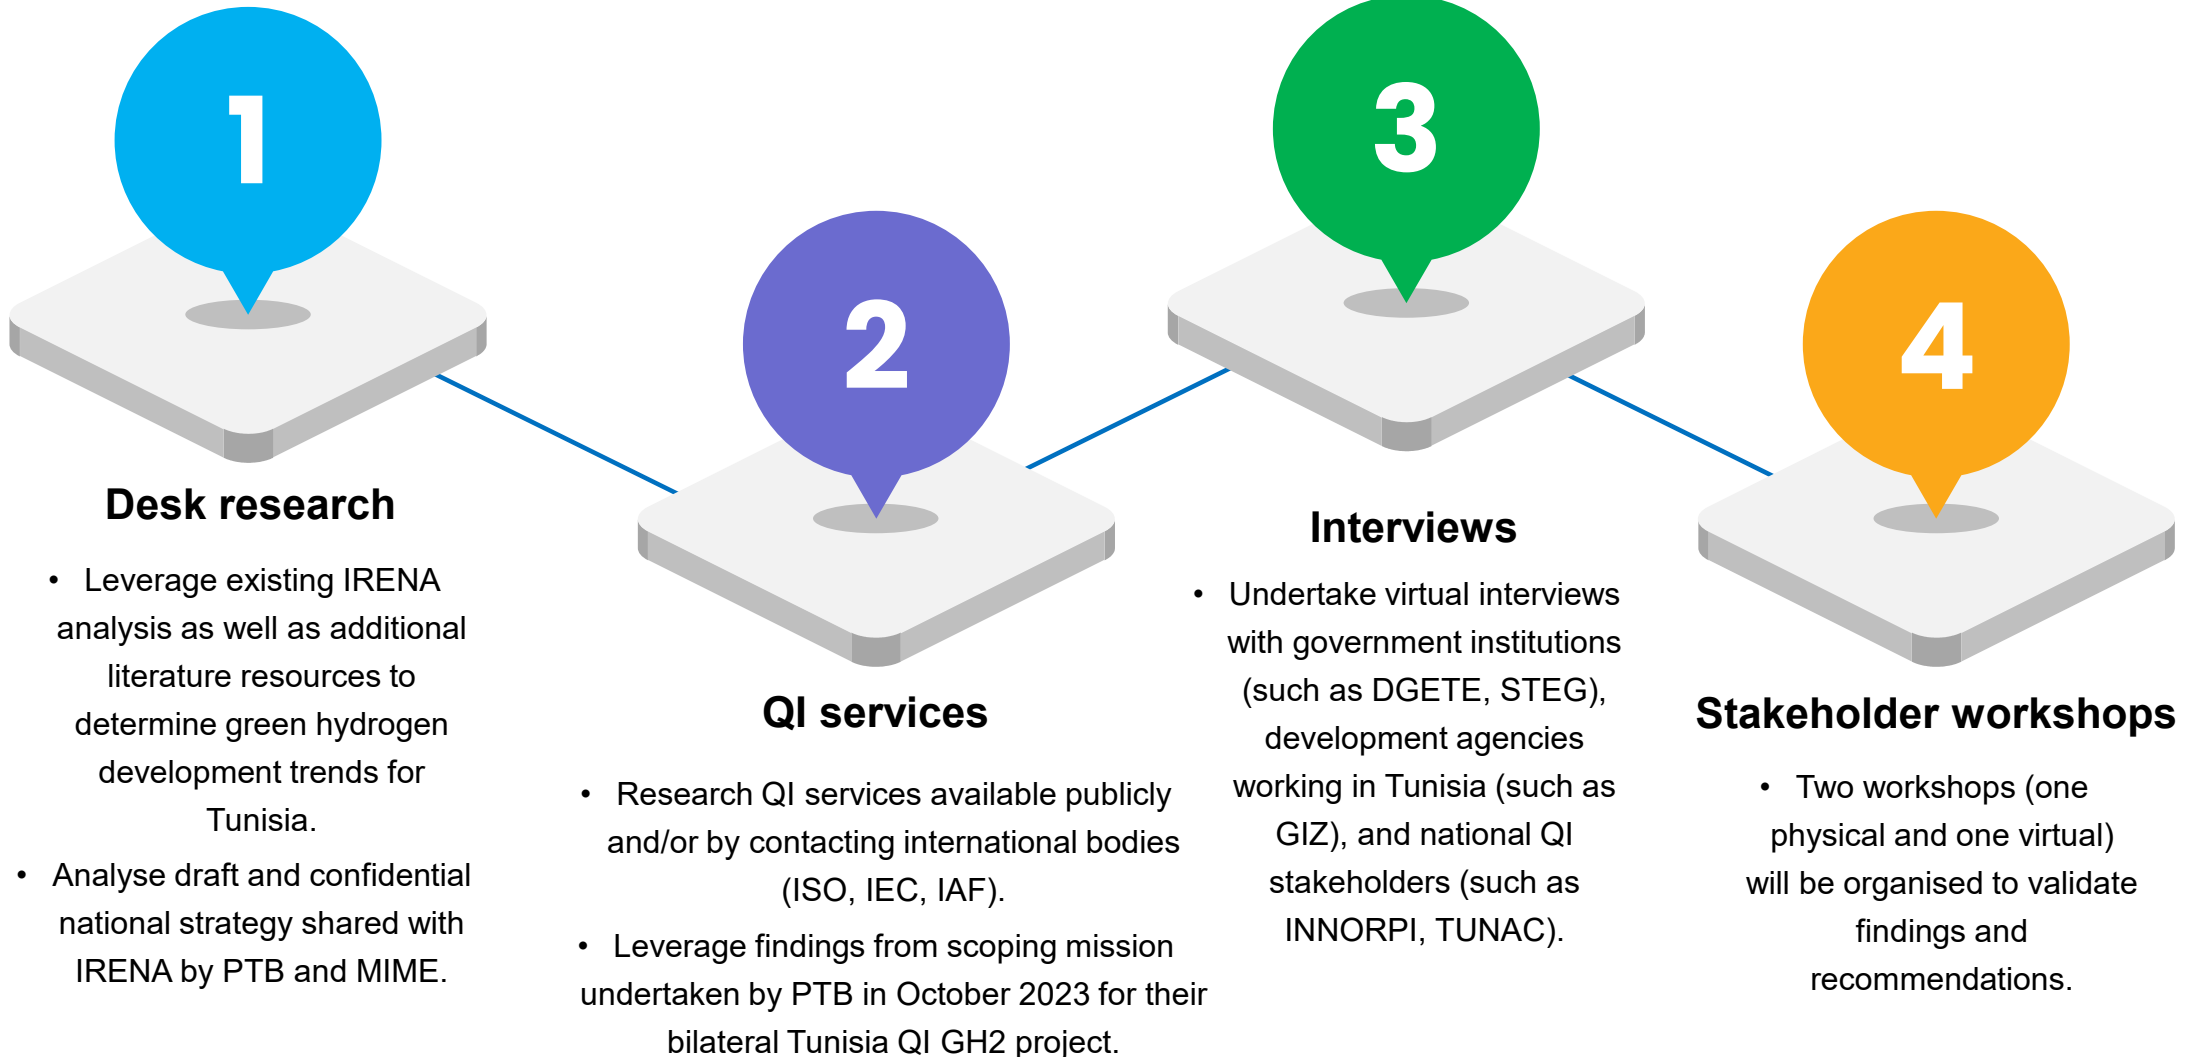 1
Desk research
• Leverage existing IRENA
analysis as well as additional
literature resources to
determine green hydrogen
development trends for
Tunisia.
• Analyse draft and confidential
national strategy shared with
IRENA by PTB and MIME.
2
QI services
• Research QI services available publicly
and/or by contacting international bodies
(ISO, IEC, IAF).
• Leverage findings from scoping mission
undertaken by PTB in October 2023 for their
bilateral Tunisia QI GH2 project.
3
Interviews
• Undertake virtual interviews
with government institutions
(such as DGETE, STEG),
development agencies
working in Tunisia (such as
GIZ), and national QI
stakeholders (such as
INNORPI, TUNAC).
4
Stakeholder workshops
• Two workshops (one
physical and one virtual)
will be organised to validate
findings and
recommendations.